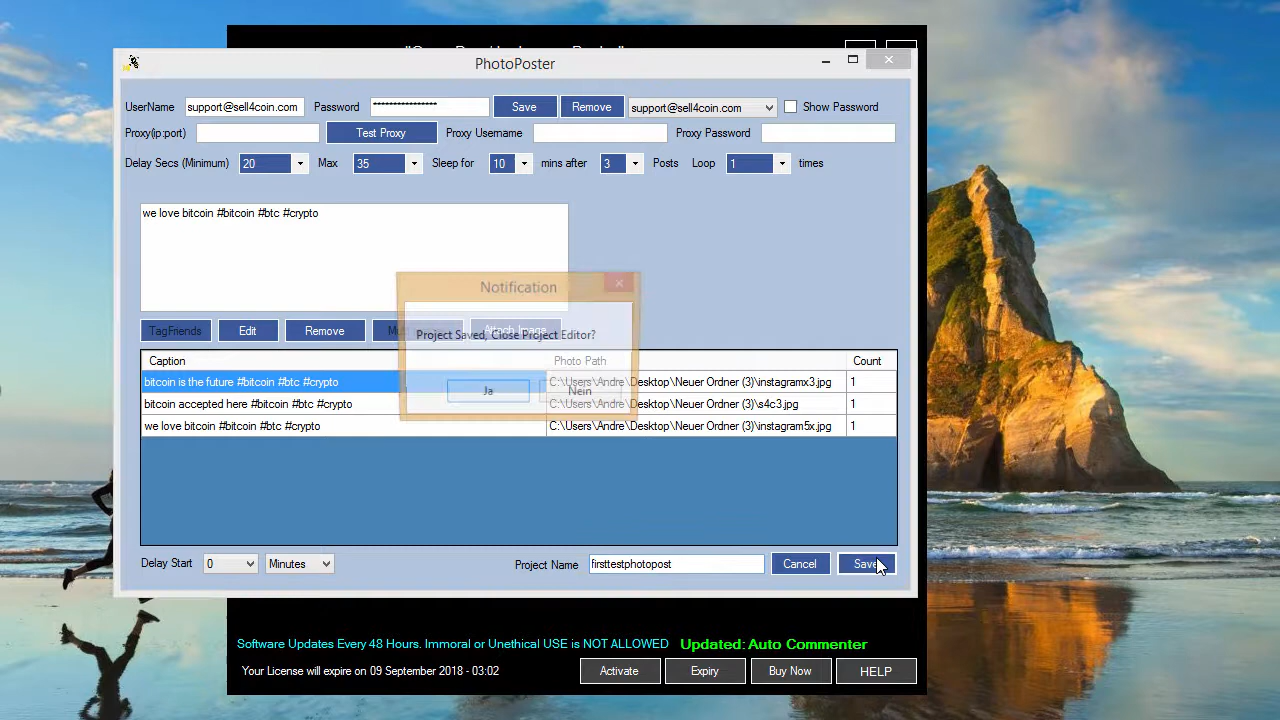 PhotoPoster
UserName support@sell4coin.com Password **************** Save Remove support@sell4coin.com Show Password
Proxy(ip:port) Test Proxy Proxy Username Proxy Password
Delay Secs (Minimum) 20 Max 35 Sleep for 10 mins after 3 Posts Loop 1 times
we love bitcoin #bitcoin #btc #crypto
Notification
TagFriends Edit Remove Attach Image
Project Saved, Close Project Editor?
Caption Photo Path Count
bitcoin is the future #bitcoin #btc #crypto C:\Users\Andre\Desktop\Neuer Ordner (3)\instagramx3.jpg 1
Ja Nein
bitcoin accepted here #bitcoin #btc #crypto C:\Users\Andre\Desktop\Neuer Ordner (3)\s4c3.jpg 1
we love bitcoin #bitcoin #btc #crypto C:\Users\Andre\Desktop\Neuer Ordner (3)\instagram5x.jpg 1
Delay Start 0 Minutes Project Name firsttestphotopost Cancel Save
Software Updates Every 48 Hours. Immoral or Unethical USE is NOT ALLOWED Updated: Auto Commenter
Your License will expire on 09 September 2018 - 03:02 Activate Expiry Buy Now HELP